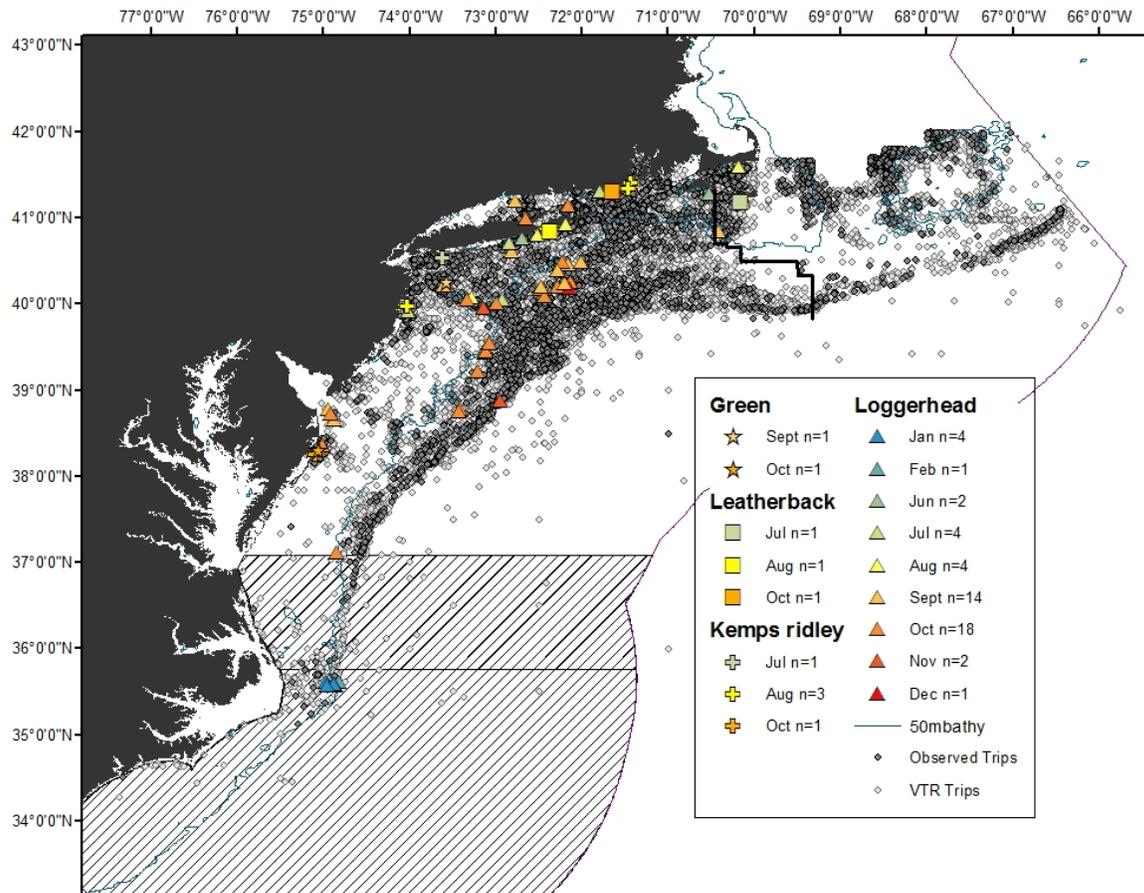 77°0'0"W 76°0'0"W 75°0'0"W 74°0'0"W 73°0'0"W 72°0'0"W 71°0'0"W 70°0'0"W 69°0'0"W 68°0'0"W 67°0'0"W 66°0'0"W
43°0'0"N
42°0'0"N
41°0'0"N
40°0'0"N
39°0'0"N
38°0'0"N
37°0'0"N
36°0'0"N
35°0'0"N
34°0'0"N
Green
Sept n=1
Oct n=1
Leatherback
Jul n=1
Aug n=1
Oct n=1
Kemps ridley
Jul n=1
Aug n=3
Oct n=1
Loggerhead
Jan n=4
Feb n=1
Jun n=2
Jul n=4
Aug n=4
Sept n=14
Oct n=18
Nov n=2
Dec n=1
50mbathy
Observed Trips
VTR Trips